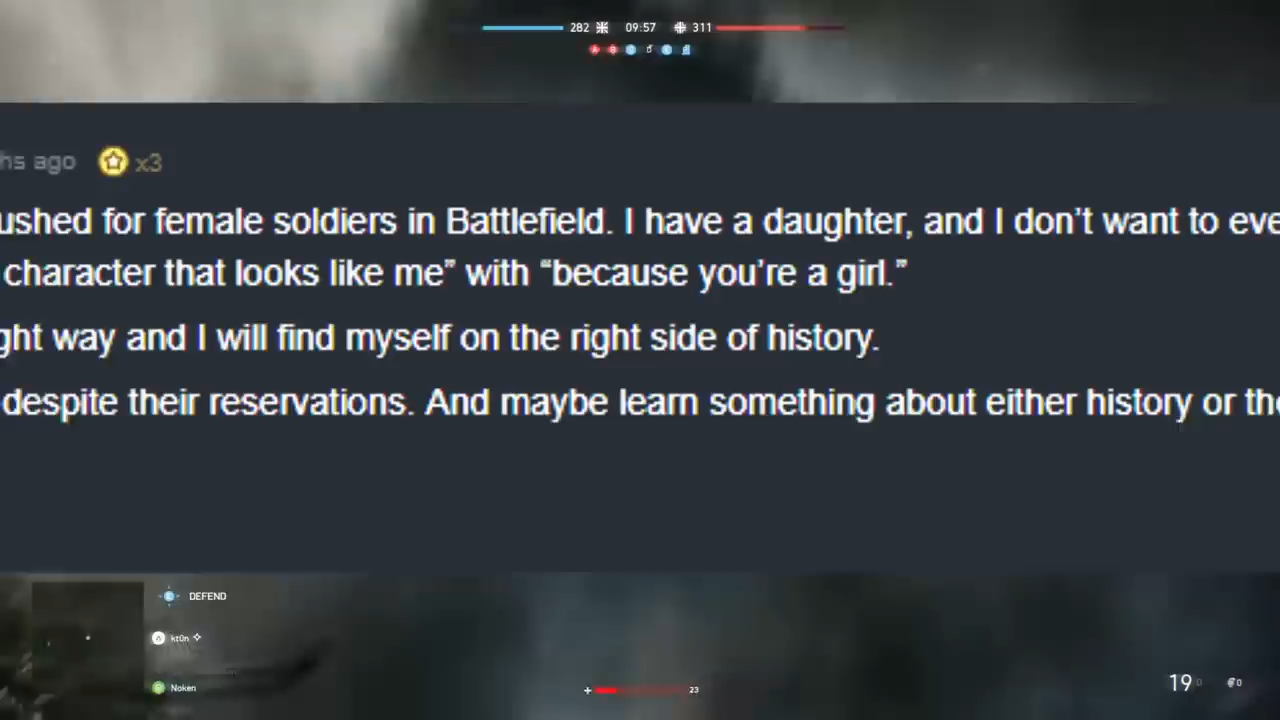 282 09:57 311
A B
hs ago x3
ushed for female soldiers in Battlefield. I have a daughter, and I don’t want to eve
character that looks like me” with “because you’re a girl.”
ght way and I will find myself on the right side of history.
despite their reservations. And maybe learn something about either history or the
DEFEND
kt0n
Noken
23
19 0 0